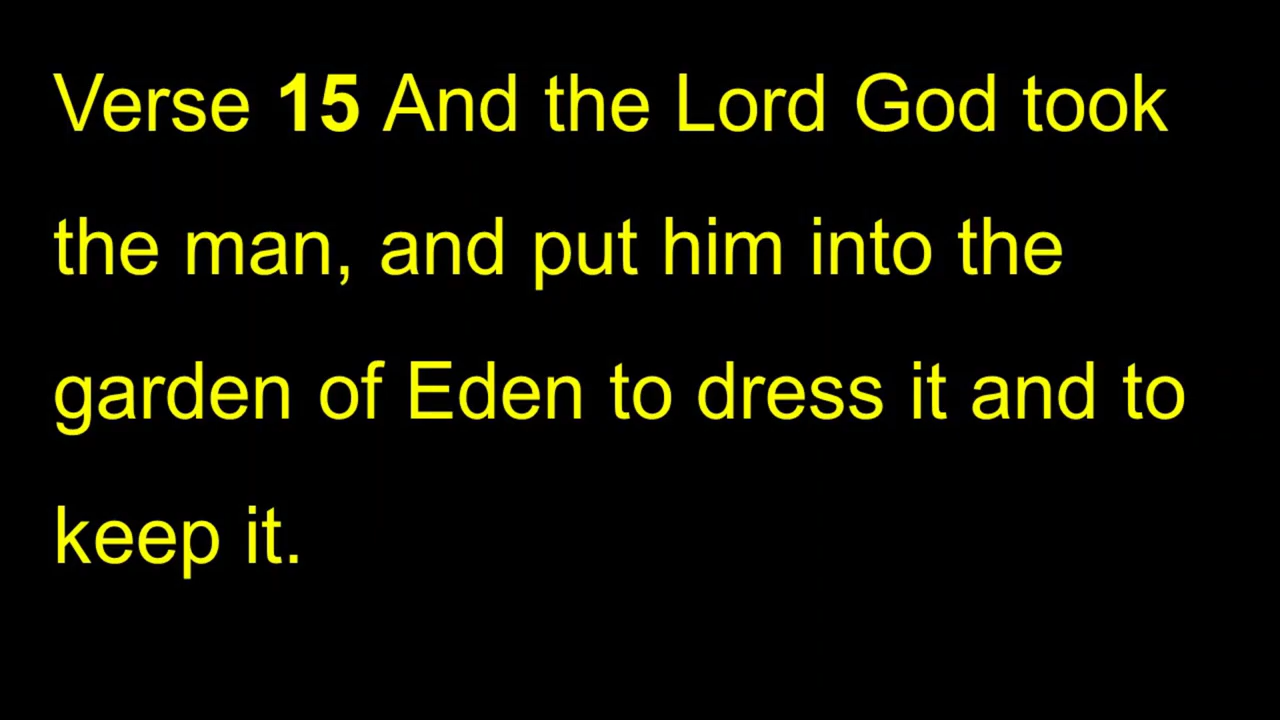 Verse 15 And the Lord God took
the man, and put him into the
garden of Eden to dress it and to
keep it.